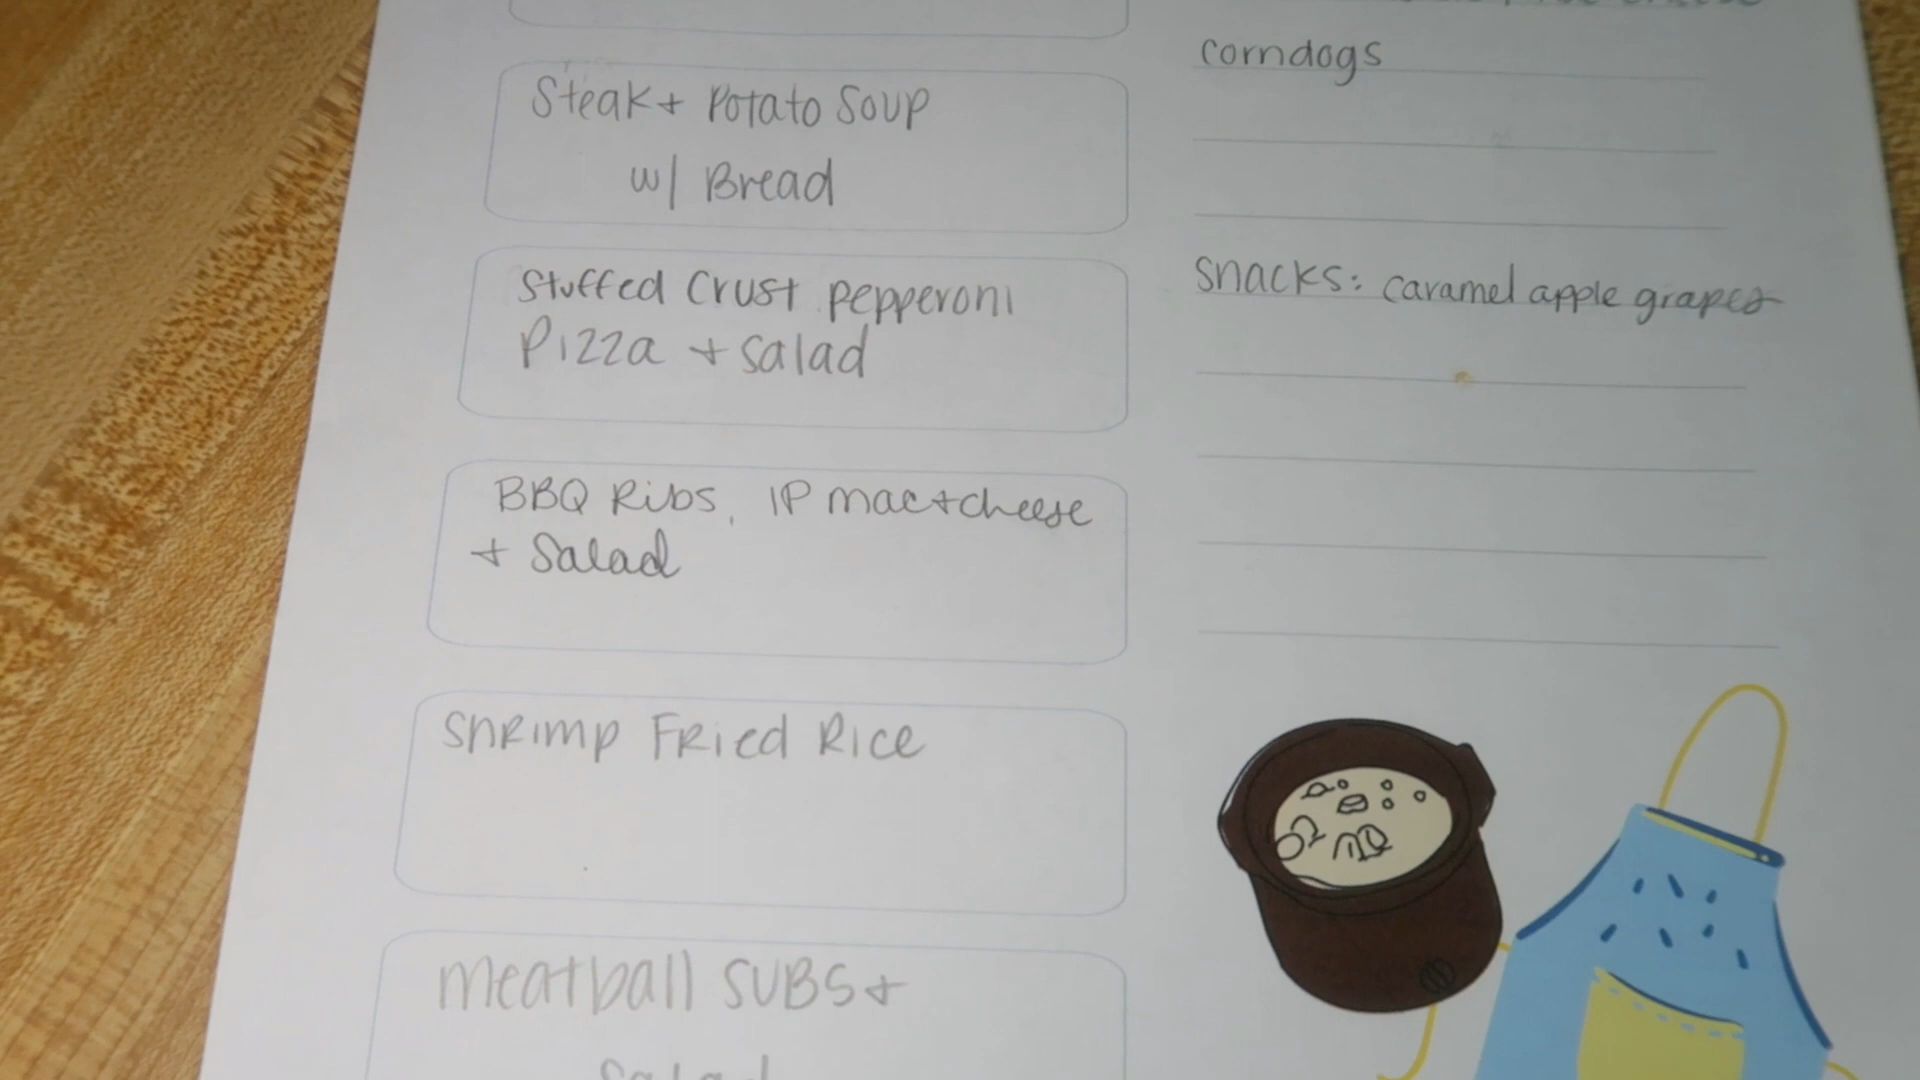 Steak + Potato Soup
w/ Bread
Stuffed Crust pepperoni
Pizza + salad
BBQ Ribs, IP mac + cheese
+ Salad
Shrimp Fried Rice
meatball SUBS +
Salad
corndogs
snacks: caramel apple grapes